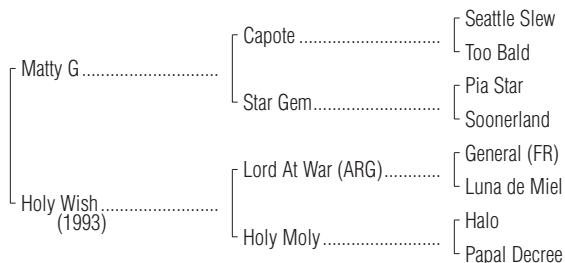 Seattle Slew
Capote ..............................
Too Bald
Matty G .............................
Pia Star
Star Gem ...........................
Soonerland
General (FR)
Lord At War (ARG) ............
Luna de Miel
Holy Wish .........................
(1993)
Halo
Holy Moly .........................
Papal Decree